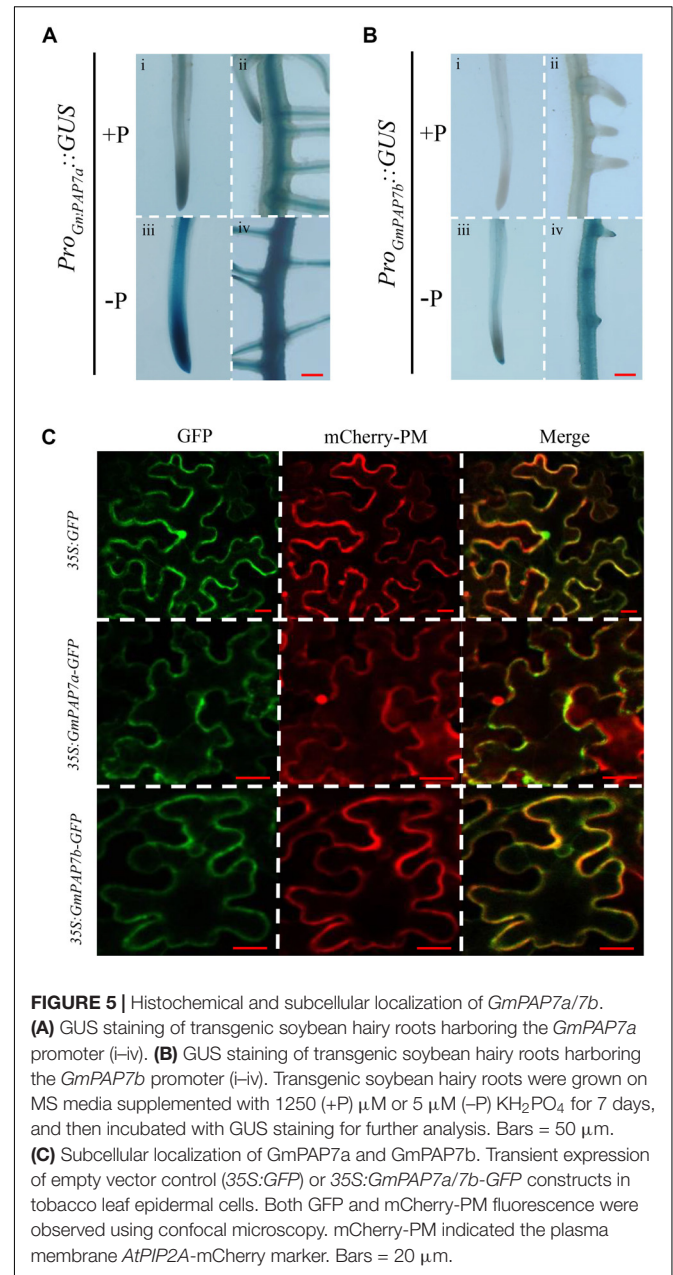 A
B
i
ii
i
ii
+P
+P
Pro_Gm:PAP7a::GUS
Pro_GmPAP7b::GUS
iii
iv
iii
iv
-P
-P
C
GFP
mCherry-PM
Merge
35S:GFP
35S:GmPAP7a-GFP
35S:GmPAP7b-GFP
FIGURE 5 | Histochemical and subcellular localization of GmPAP7a/7b.
(A) GUS staining of transgenic soybean hairy roots harboring the GmPAP7a
promoter (i–iv). (B) GUS staining of transgenic soybean hairy roots harboring
the GmPAP7b promoter (i–iv). Transgenic soybean hairy roots were grown on
MS media supplemented with 1250 (+P) μM or 5 μM (–P) KH₂PO₄ for 7 days,
and then incubated with GUS staining for further analysis. Bars = 50 μm.
(C) Subcellular localization of GmPAP7a and GmPAP7b. Transient expression
of empty vector control (35S:GFP) or 35S:GmPAP7a/7b-GFP constructs in
tobacco leaf epidermal cells. Both GFP and mCherry-PM fluorescence were
observed using confocal microscopy. mCherry-PM indicated the plasma
membrane AtPIP2A-mCherry marker. Bars = 20 μm.